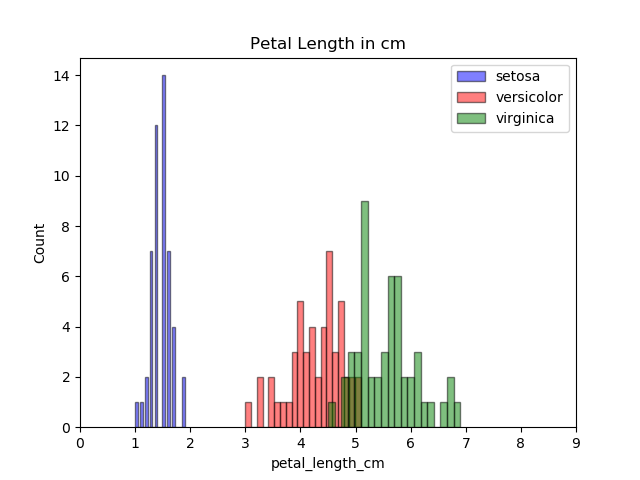 Petal Length in cm
setosa
versicolor
virginica
14
12
10
8
6
4
2
0
Count
0 1 2 3 4 5 6 7 8 9
petal_length_cm